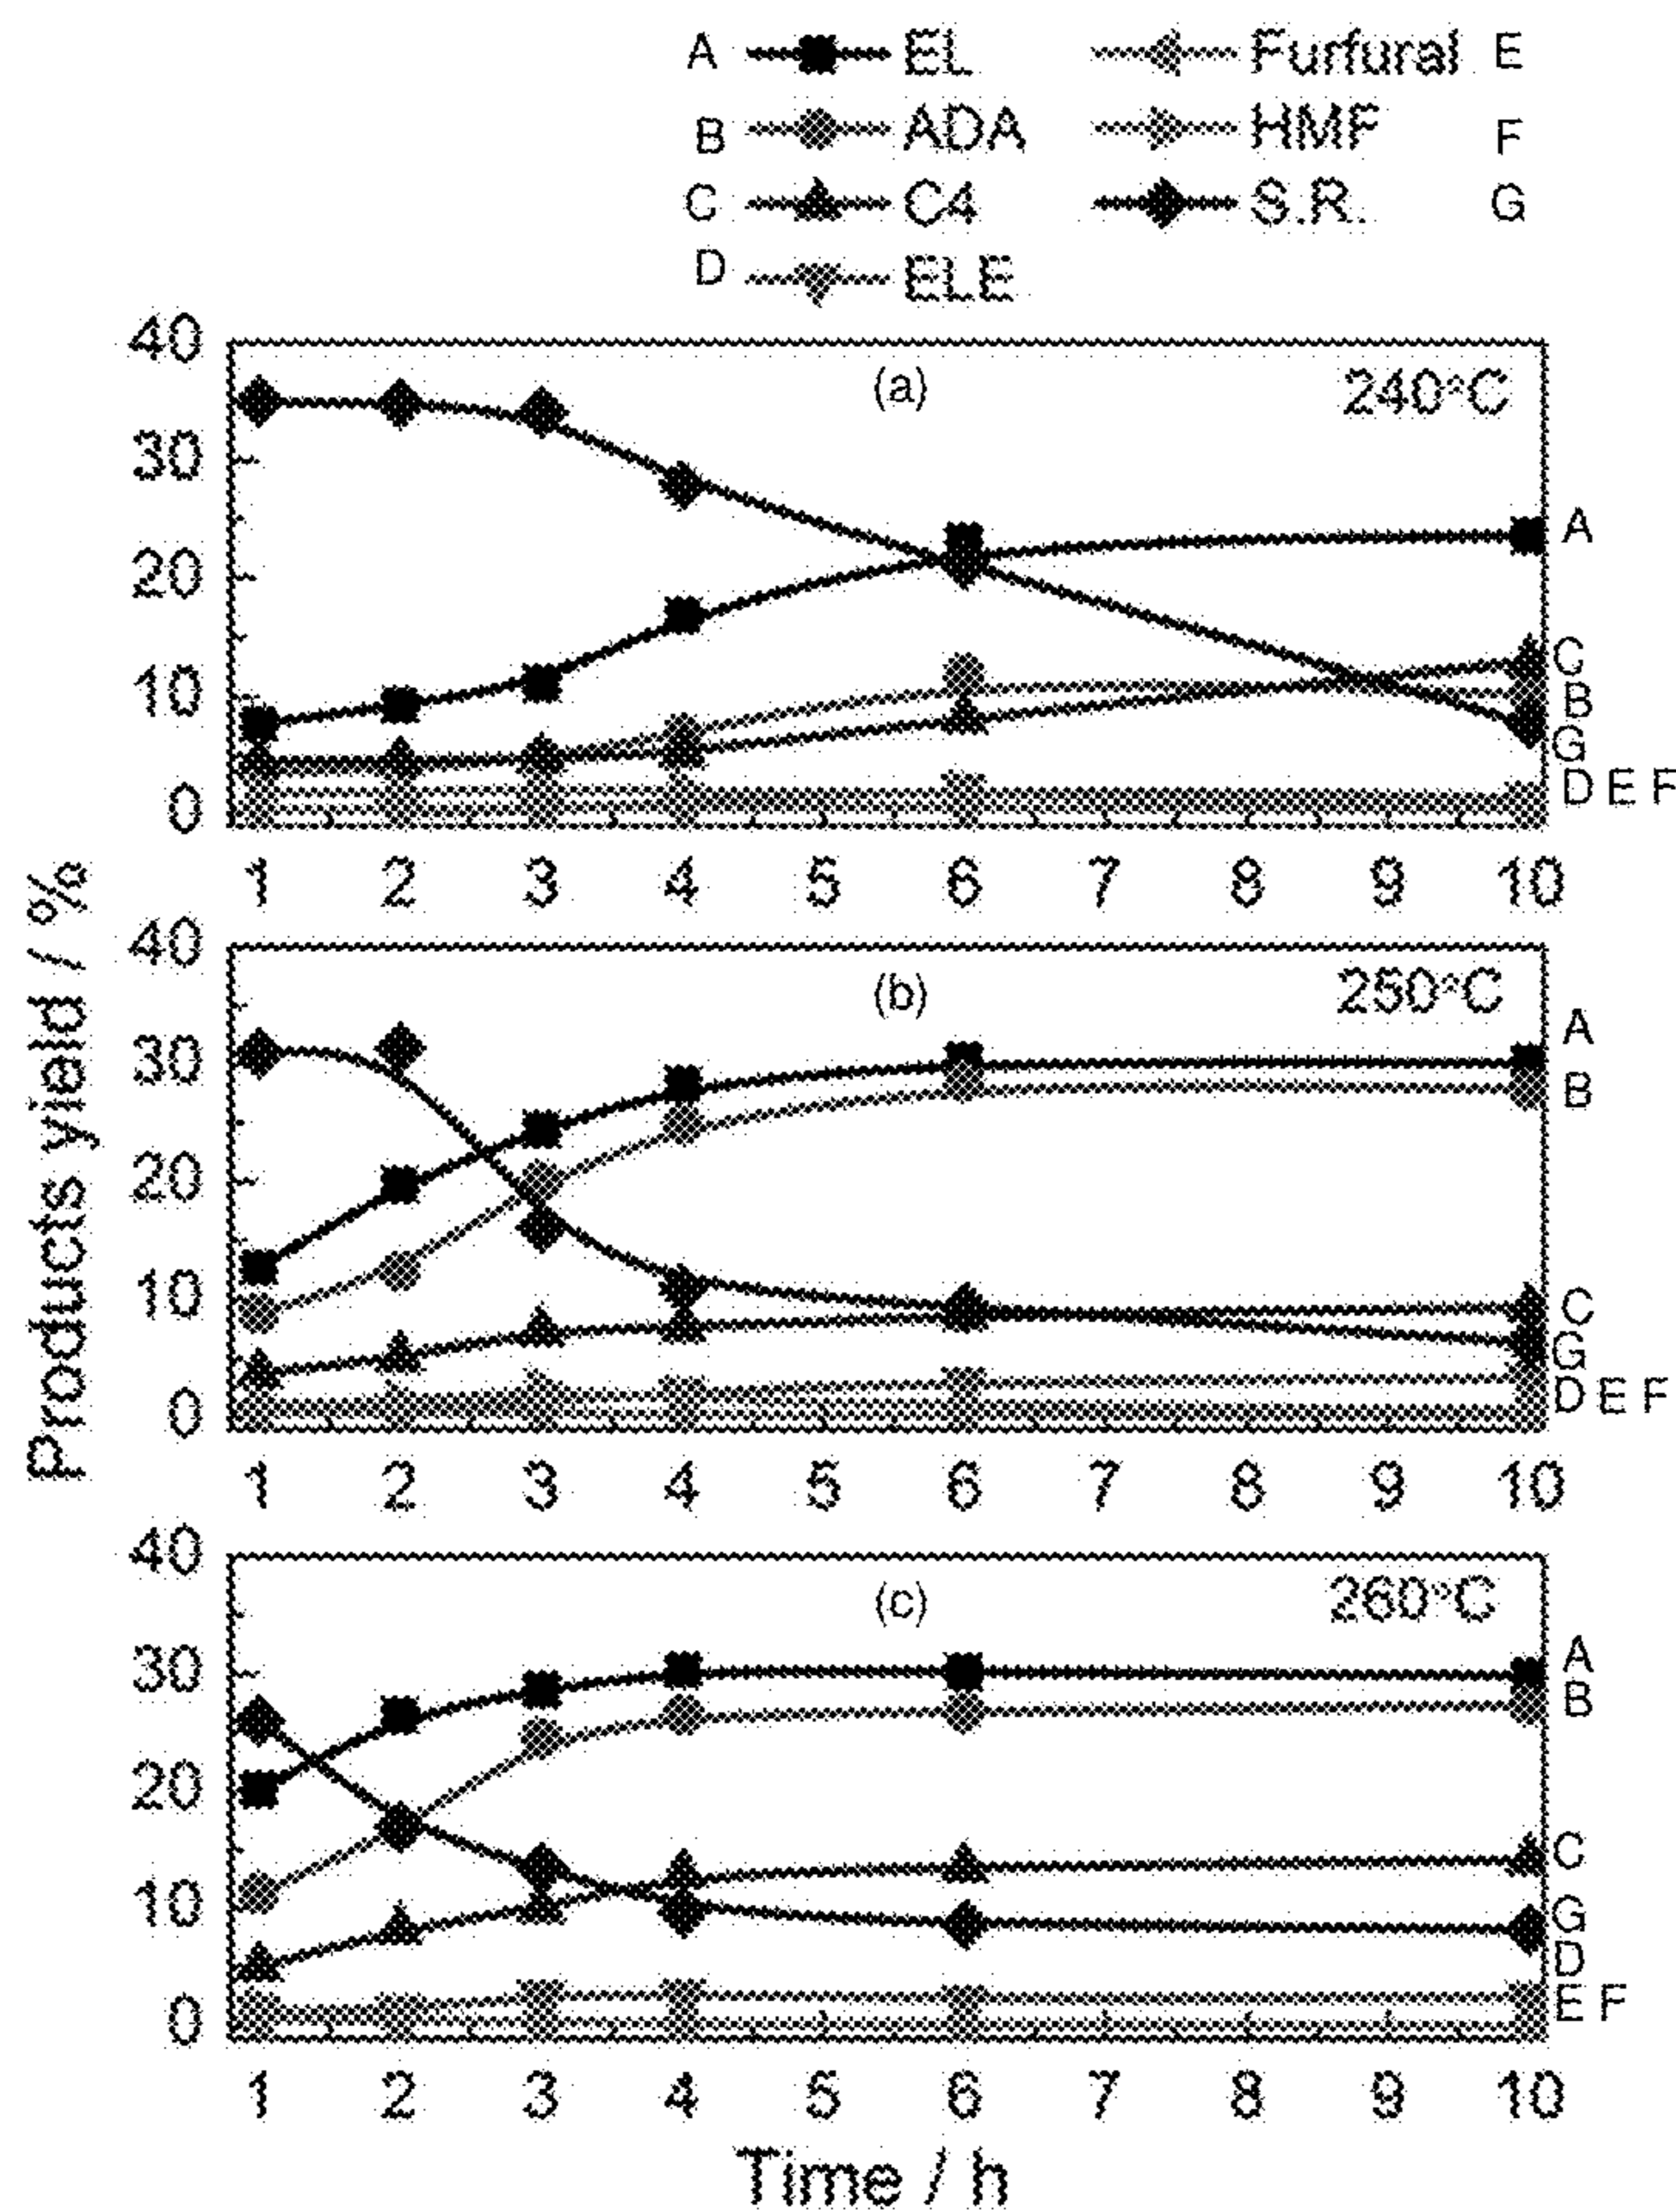 A EL Furfural E
B ADA HMF F
C C4 S.R. G
D ELE
40
30
20
10
0
(a) 240°C
A
C
B
G
D E F
1 2 3 4 5 6 7 8 9 10
Products yield / %
40
30
20
10
0
(b) 250°C
A
B
C
G
D E F
1 2 3 4 5 6 7 8 9 10
40
30
20
10
0
(c) 260°C
A
B
C
G
D
E F
1 2 3 4 5 6 7 8 9 10
Time / h